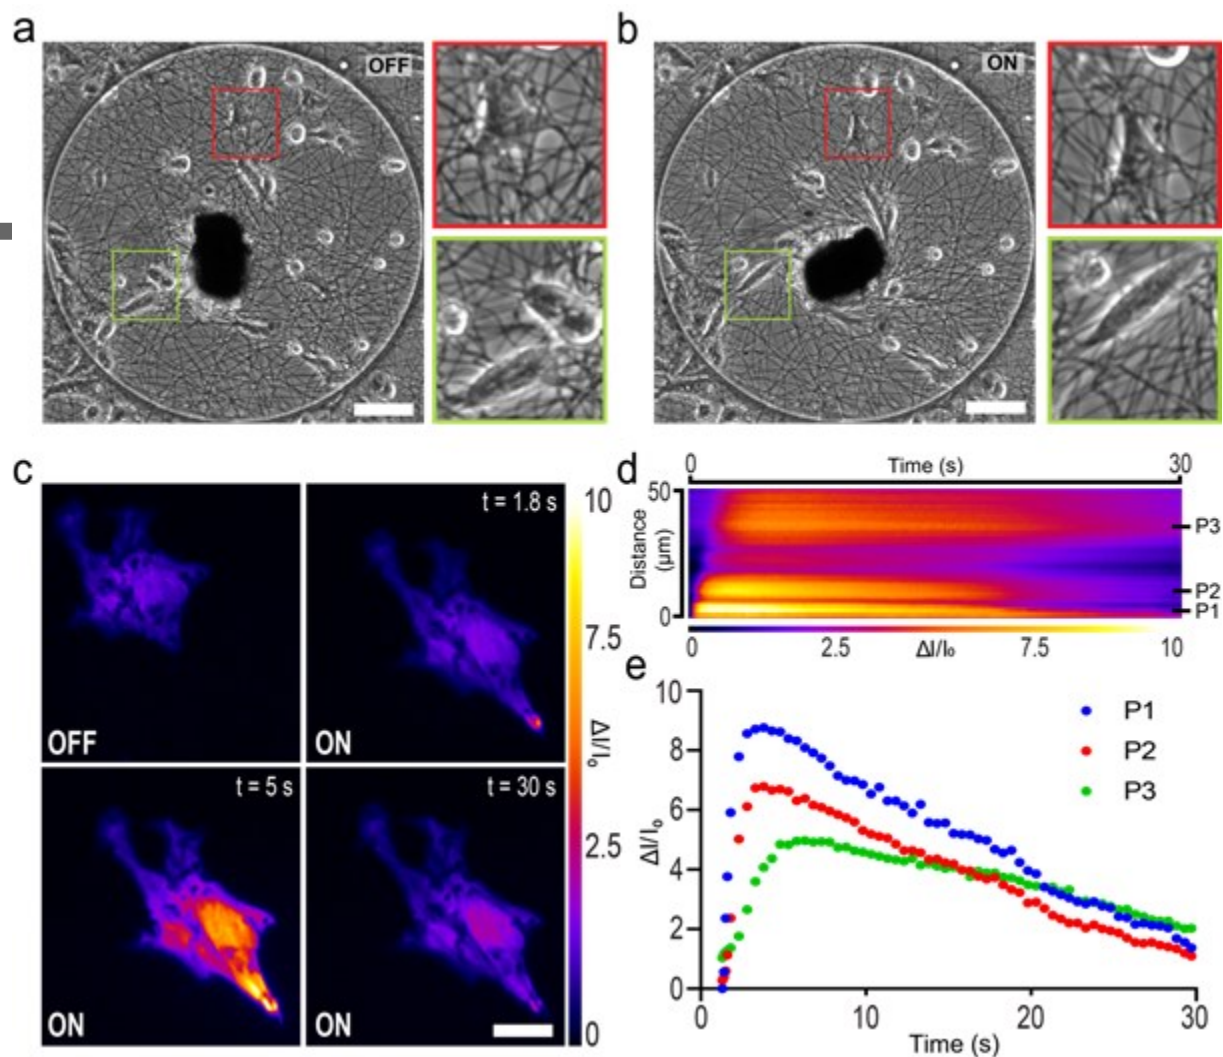 a
OFF
b
ON
c
OFF
t = 1.8 s
ON
t = 5 s
ON
t = 30 s
ON
10
7.5
ΔI/I₀
2.5
0
d
0
Time (s)
30
50
Distance
(µm)
0
P3
P2
P1
0
2.5
ΔI/I₀
7.5
10
e
ΔI/I₀
10
8
6
4
2
0
0
10
20
30
Time (s)
P1
P2
P3